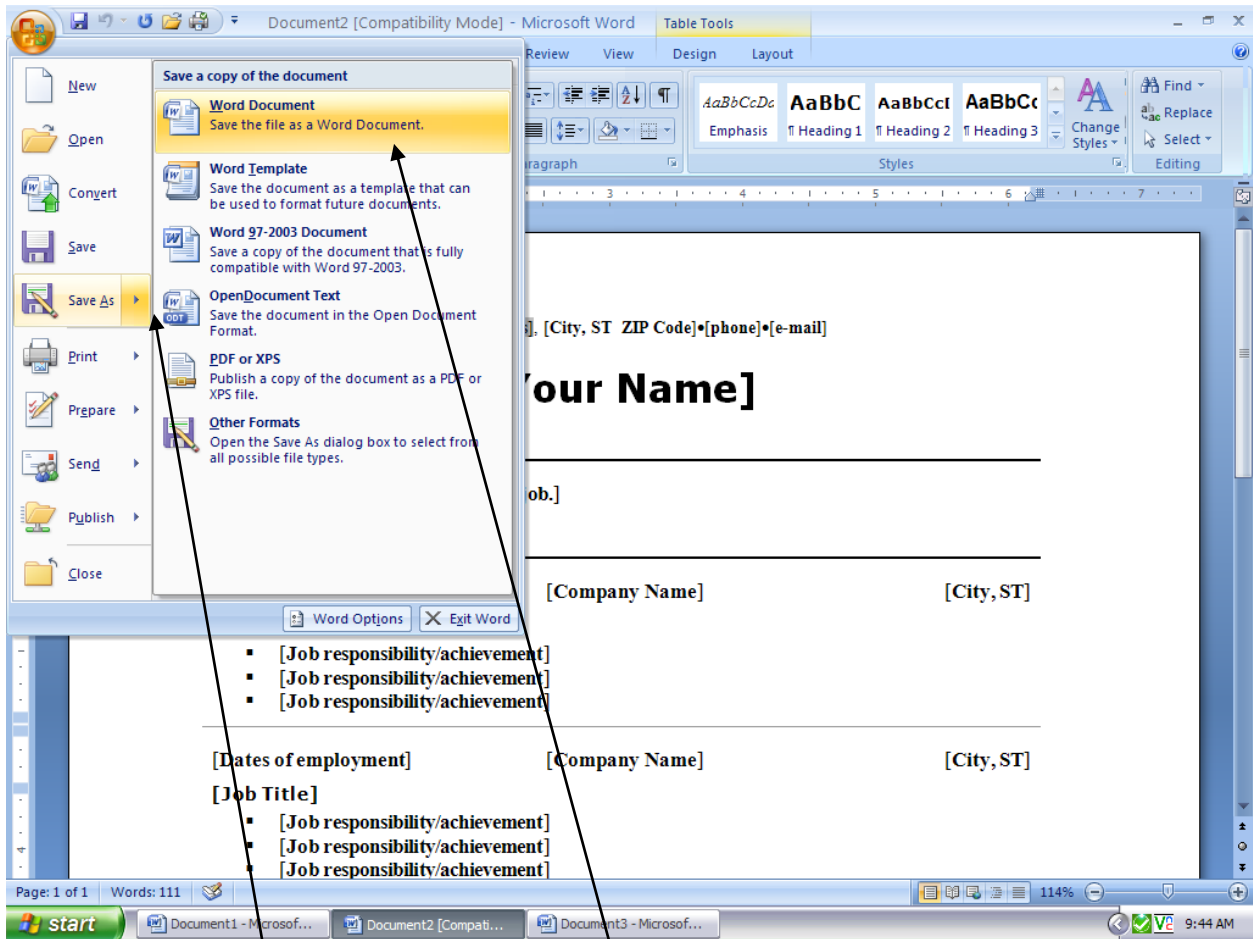 Document2 [Compatibility Mode] - Microsoft Word
Table Tools
Review View Design Layout
New
Open
Convert
Save
Save As
Print
Prepare
Send
Publish
Close
Save a copy of the document
Word Document
Save the file as a Word Document.
Word Template
Save the document as a template that can
be used to format future documents.
Word 97-2003 Document
Save a copy of the document that is fully
compatible with Word 97-2003.
OpenDocument Text
Save the document in the Open Document
Format.
PDF or XPS
Publish a copy of the document as a PDF or
XPS file.
Other Formats
Open the Save As dialog box to select from
all possible file types.
Word Options
Exit Word
AaBbCcDc AaBbC AaBbCcI AaBbCc
Emphasis ¶ Heading 1 ¶ Heading 2 ¶ Heading 3
Change
Styles
Find
Replace
Select
aragraph Styles Editing
3 4 5 6 7
], [City, ST ZIP Code]•[phone]•[e-mail]
our Name]
ob.]
[Company Name] [City, ST]
▪ [Job responsibility/achievement]
▪ [Job responsibility/achievement]
▪ [Job responsibility/achievement]
[Dates of employment] [Company Name] [City, ST]
[Job Title]
▪ [Job responsibility/achievement]
▪ [Job responsibility/achievement]
▪ [Job responsibility/achievement]
Page: 1 of 1 Words: 111 114%
start Document1 - Microsof... Document2 [Compati... Document3 - Microsof... 9:44 AM